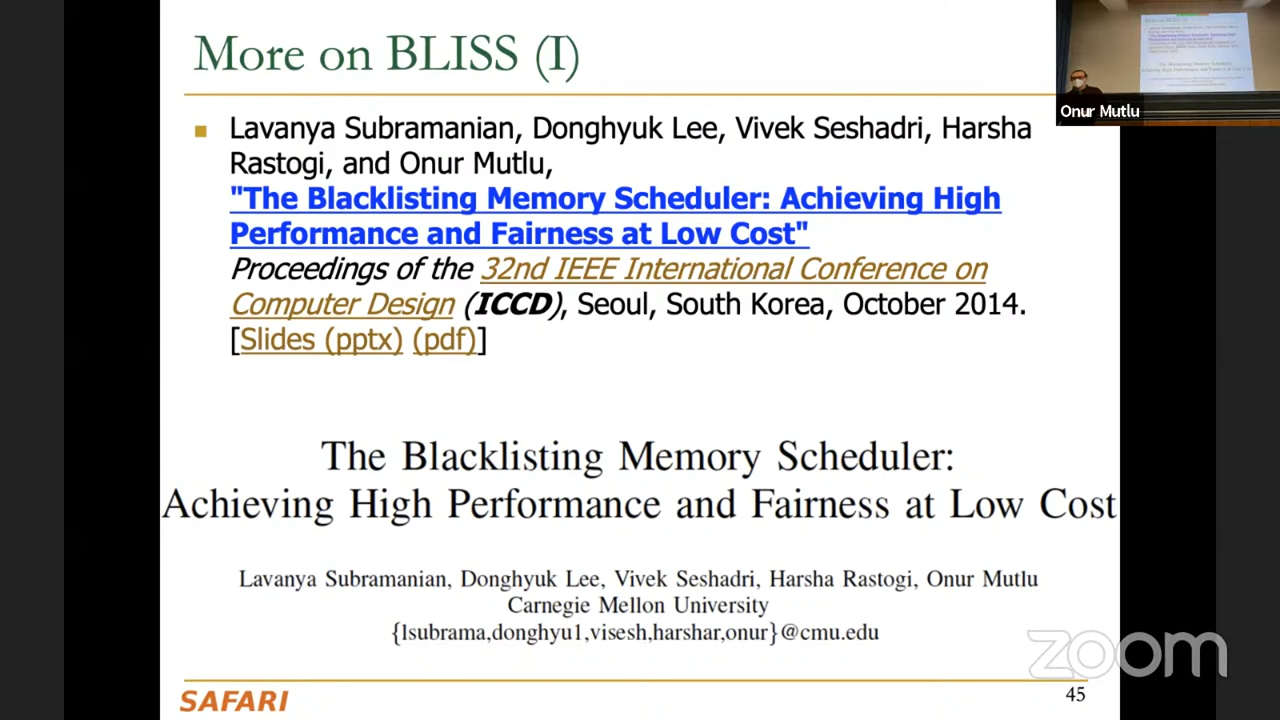 More on BLISS (I)
Onur Mutlu
Lavanya Subramanian, Donghyuk Lee, Vivek Seshadri, Harsha
Rastogi, and Onur Mutlu,
"The Blacklisting Memory Scheduler: Achieving High
Performance and Fairness at Low Cost"
Proceedings of the 32nd IEEE International Conference on
Computer Design (ICCD), Seoul, South Korea, October 2014.
[Slides (pptx) (pdf)]
The Blacklisting Memory Scheduler:
Achieving High Performance and Fairness at Low Cost
Lavanya Subramanian, Donghyuk Lee, Vivek Seshadri, Harsha Rastogi, Onur Mutlu
Carnegie Mellon University
{lsubrama,donghyu1,visesh,harshar,onur}@cmu.edu
zoom
SAFARI
45